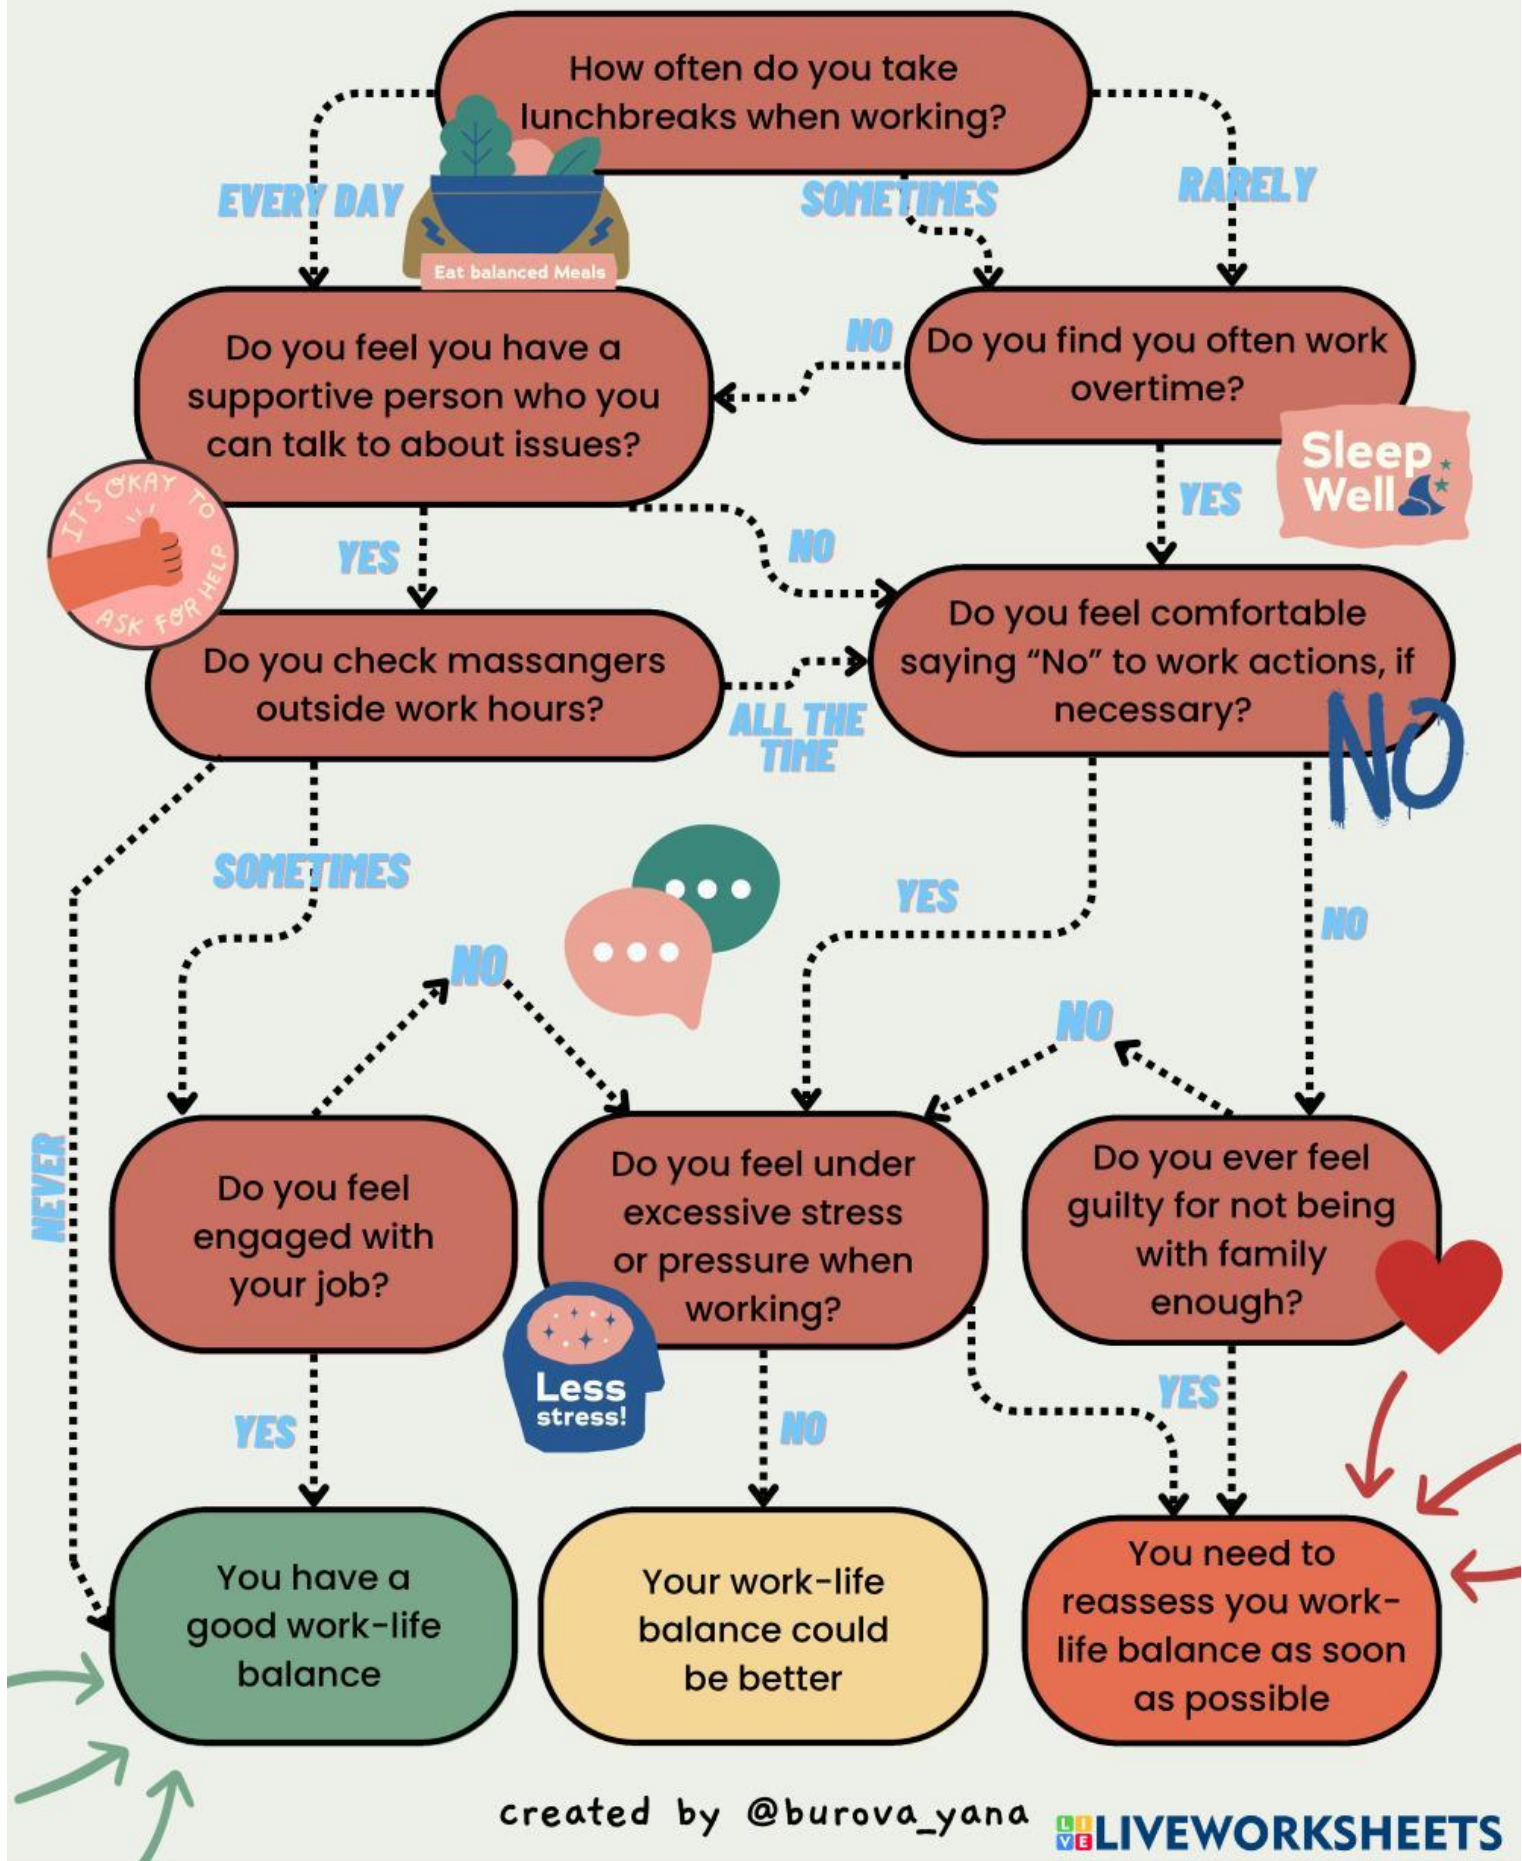 How often do you take
lunchbreaks when working?
EVERY DAY
SOMETIMES
RARELY
Eat balanced Meals
Do you feel you have a
supportive person who you
can talk to about issues?
NO
Do you find you often work
overtime?
Sleep
Well
IT'S OKAY TO
ASK FOR HELP
YES
NO
YES
Do you check massangers
outside work hours?
ALL THE
TIME
Do you feel comfortable
saying “No” to work actions, if
necessary?
NO
SOMETIMES
YES
NO
NO
NO
NEVER
Do you feel
engaged with
your job?
Do you feel under
excessive stress
or pressure when
working?
Do you ever feel
guilty for not being
with family
enough?
Less
stress!
YES
NO
YES
You have a
good work-life
balance
Your work-life
balance could
be better
You need to
reassess you work-
life balance as soon
as possible
created by @burova_yana
LIVE LIVEWORKSHEETS